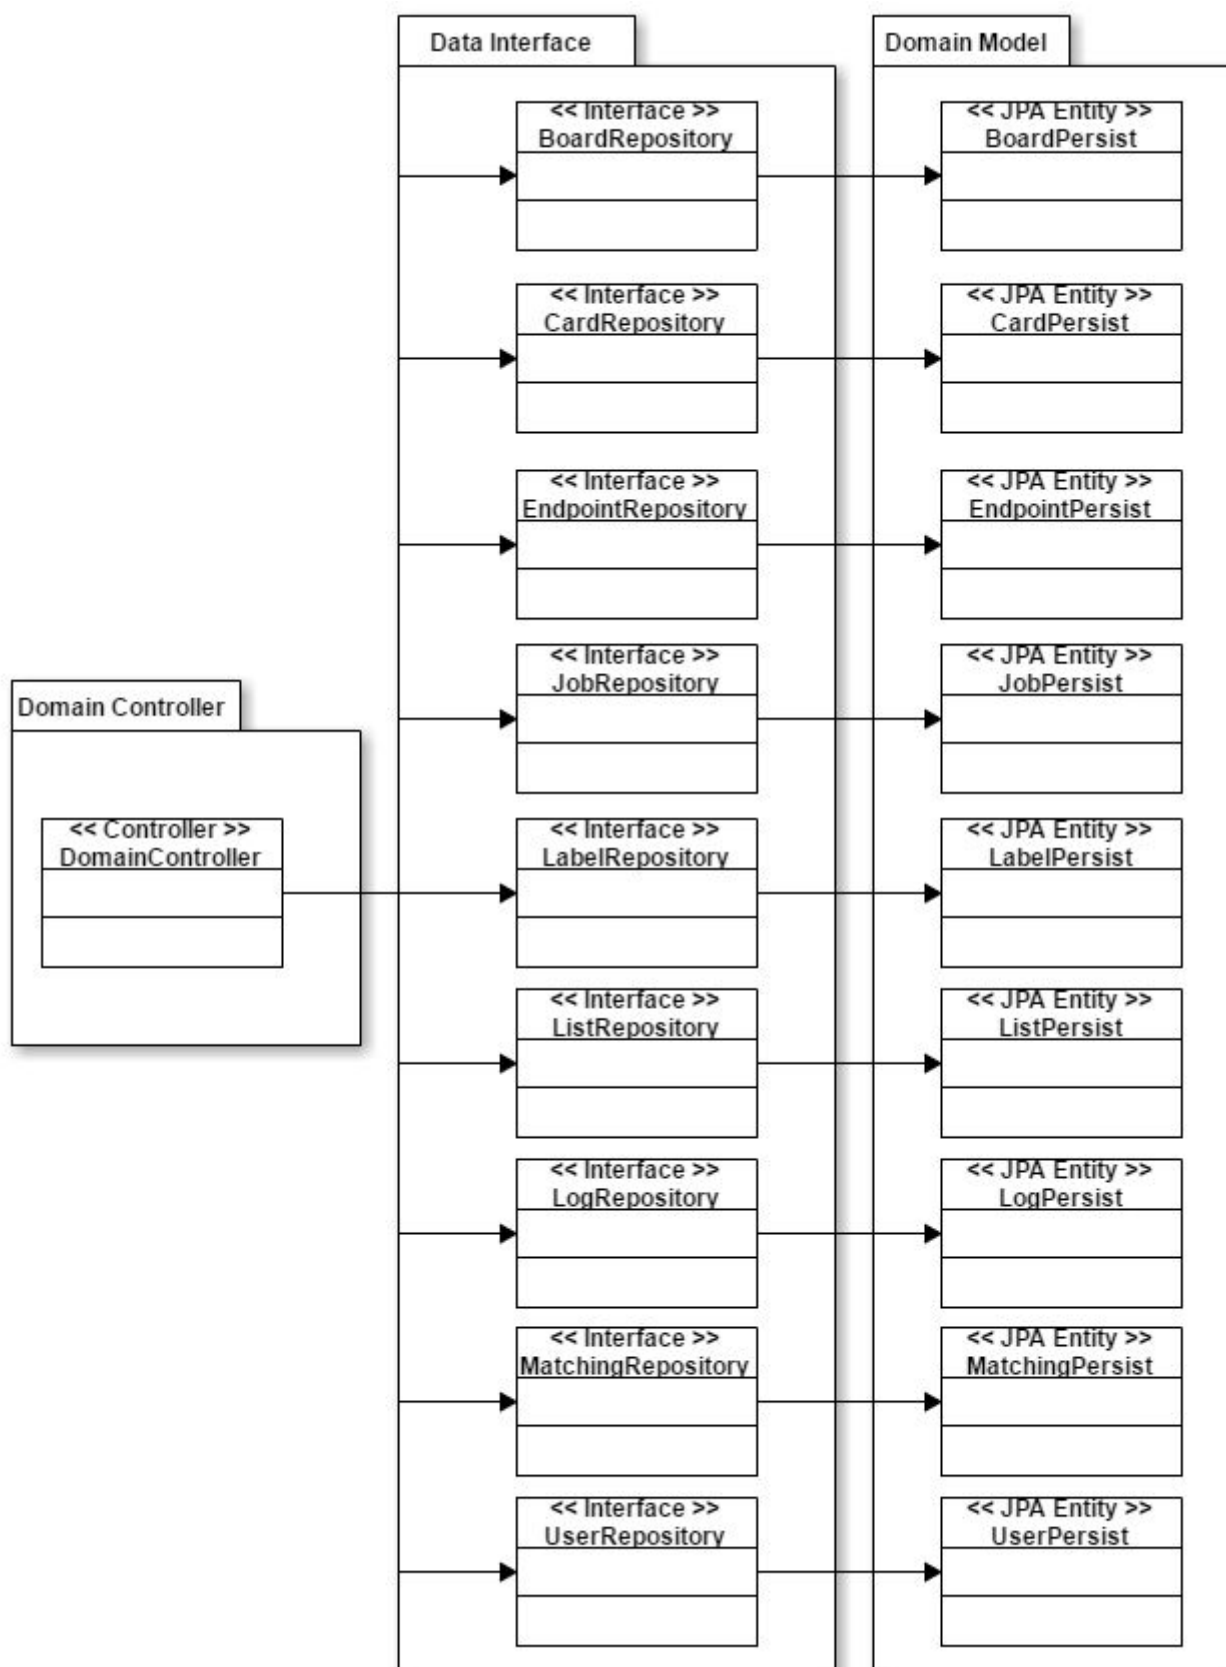 Data Interface
Domain Model
<< Interface >>
BoardRepository
<< JPA Entity >>
BoardPersist
<< Interface >>
CardRepository
<< JPA Entity >>
CardPersist
<< Interface >>
EndpointRepository
<< JPA Entity >>
EndpointPersist
<< Interface >>
JobRepository
<< JPA Entity >>
JobPersist
Domain Controller
<< Controller >>
DomainController
<< Interface >>
LabelRepository
<< JPA Entity >>
LabelPersist
<< Interface >>
ListRepository
<< JPA Entity >>
ListPersist
<< Interface >>
LogRepository
<< JPA Entity >>
LogPersist
<< Interface >>
MatchingRepository
<< JPA Entity >>
MatchingPersist
<< Interface >>
UserRepository
<< JPA Entity >>
UserPersist